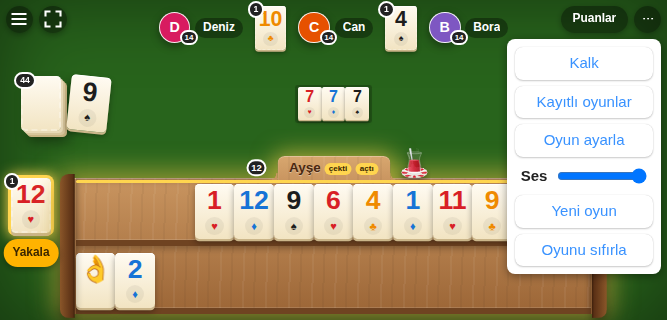 D 14 Deniz
1 10
C 14 Can
1 4
B 14 Bora
Puanlar
...
44
9
7 7 7
Kalk
Kayıtlı oyunlar
Oyun ayarla
Ses
Yeni oyun
Oyunu sıfırla
12 Ayşe çekti açtı
1 12
Yakala
1 12 9 6 4 1 11 9
2